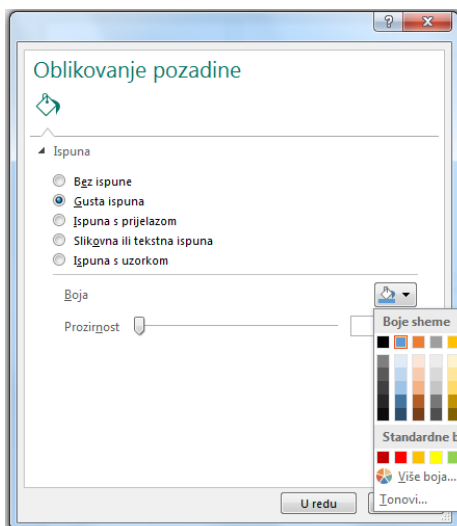 Oblikovanje pozadine
Ispuna
Bez ispune
Gusta ispuna
Ispuna s prijelazom
Slikovna ili tekstna ispuna
Ispuna s uzorkom
Boja
Prozirnost
Boje sheme
Standardne b
Više boja...
Tonovi...
U redu